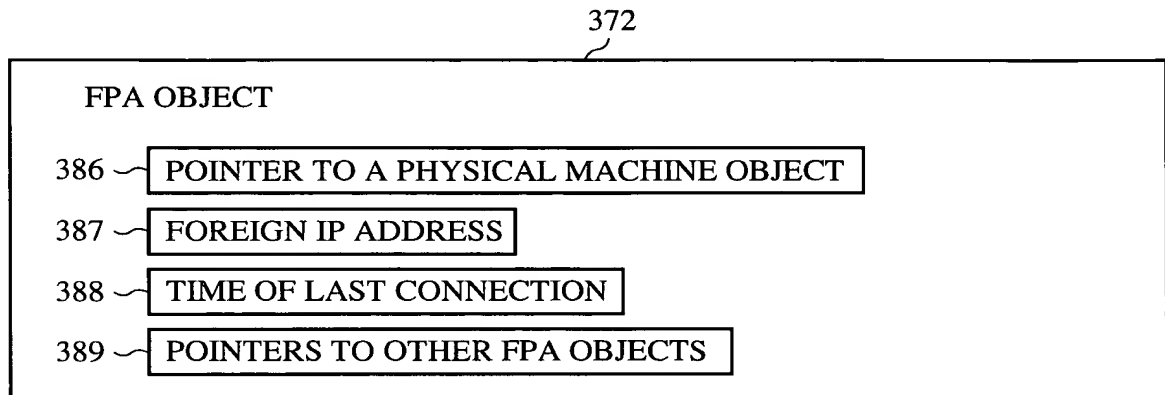 372
FPA OBJECT
386 POINTER TO A PHYSICAL MACHINE OBJECT
387 FOREIGN IP ADDRESS
388 TIME OF LAST CONNECTION
389 POINTERS TO OTHER FPA OBJECTS